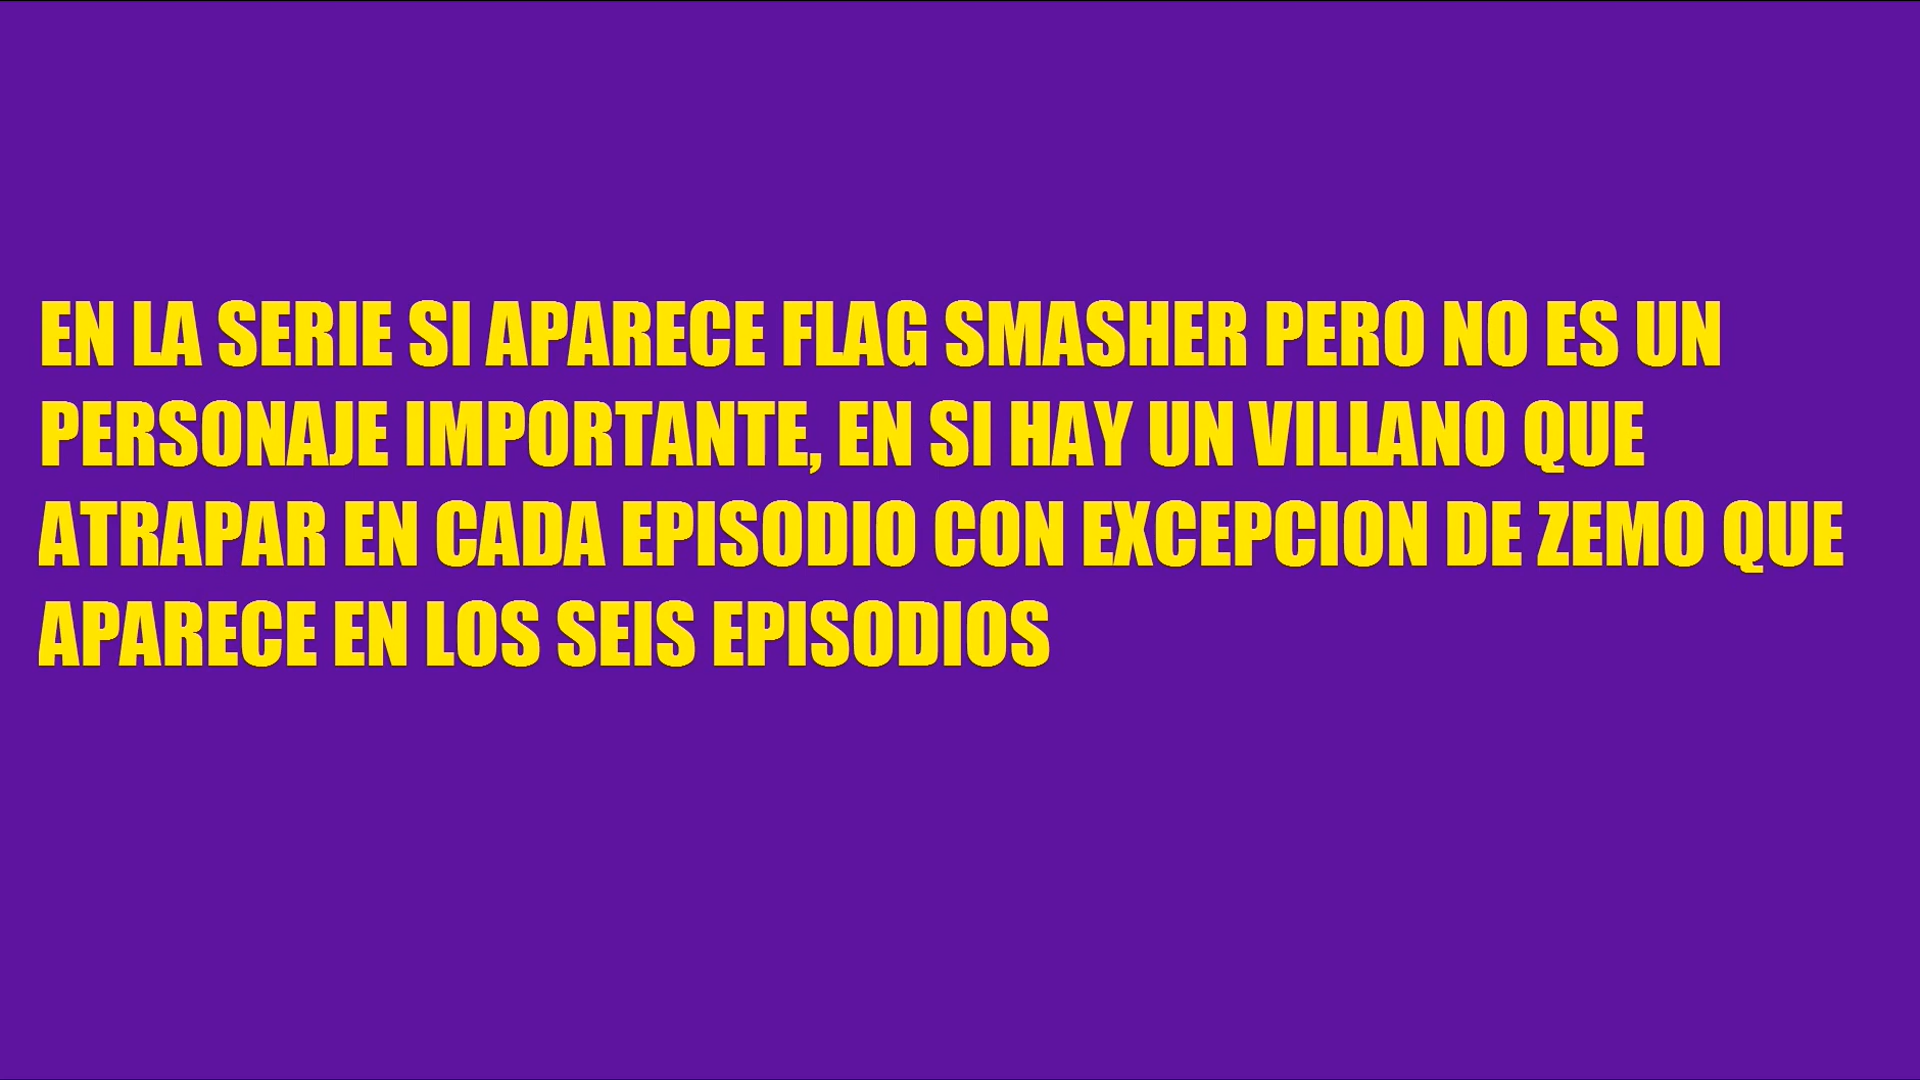 EN LA SERIE SI APARECE FLAG SMASHER PERO NO ES UN
PERSONAJE IMPORTANTE, EN SI HAY UN VILLANO QUE
ATRAPAR EN CADA EPISODIO CON EXCEPCION DE ZEMO QUE
APARECE EN LOS SEIS EPISODIOS